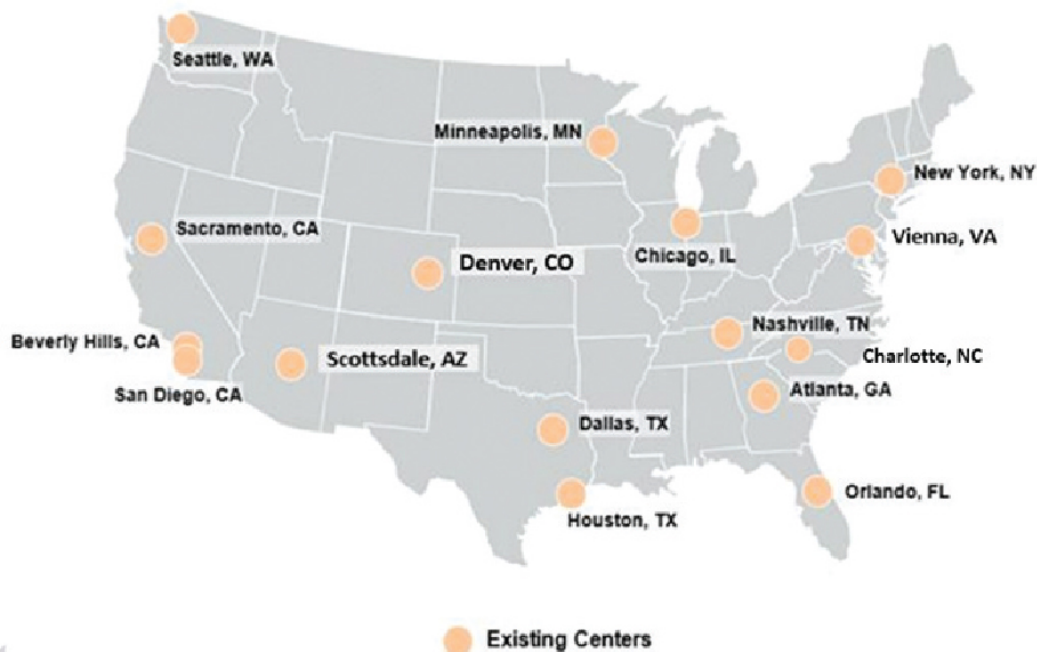 Seattle, WA
Minneapolis, MN
New York, NY
Sacramento, CA
Vienna, VA
Chicago, IL
Denver, CO
Nashville, TN
Beverly Hills, CA
Scottsdale, AZ
Charlotte, NC
San Diego, CA
Atlanta, GA
Dallas, TX
Orlando, FL
Houston, TX
Existing Centers